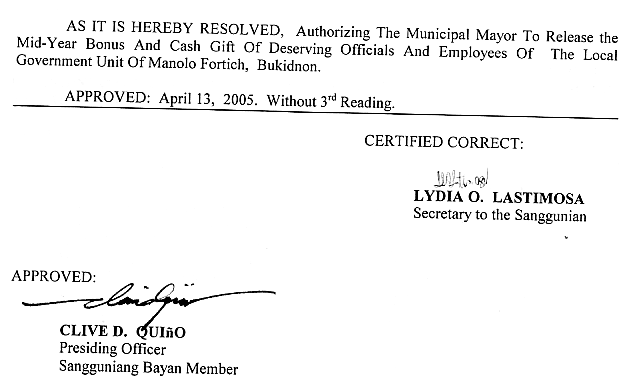 AS IT IS HEREBY RESOLVED, Authorizing The Municipal Mayor To Release the
Mid-Year Bonus And Cash Gift Of Deserving Officials And Employees Of The Local
Government Unit Of Manolo Fortich, Bukidnon.
APPROVED: April 13, 2005. Without 3rd Reading.
CERTIFIED CORRECT:
LYDIA O. LASTIMOSA
Secretary to the Sanggunian
APPROVED:
CLIVE D. QUIñO
Presiding Officer
Sangguniang Bayan Member